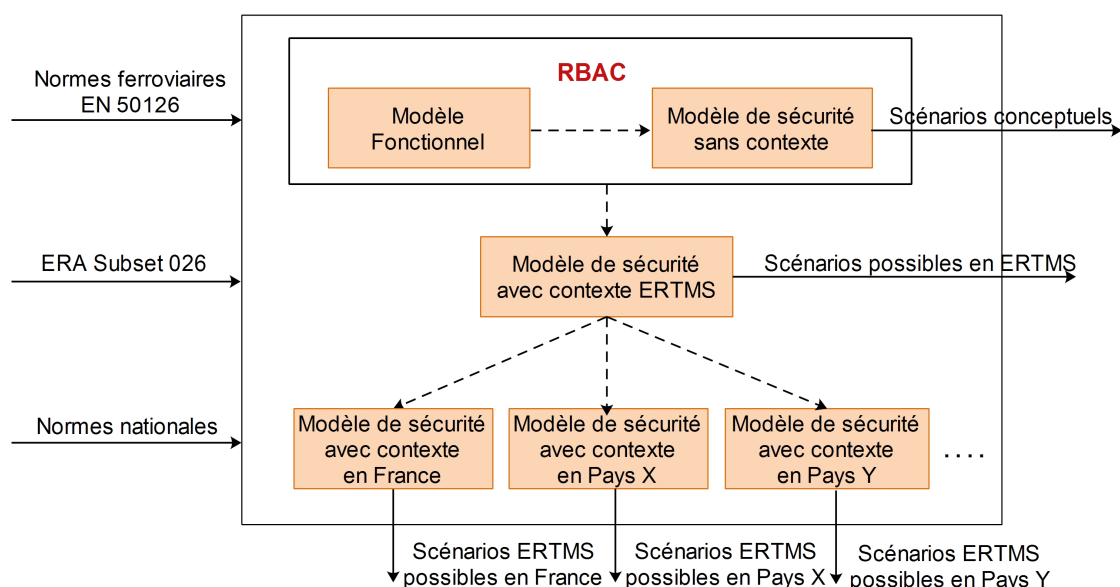 RBAC
Normes ferroviaires
EN 50126
Modèle
Fonctionnel
Modèle de sécurité
sans contexte
Scénarios conceptuels
ERA Subset 026
Modèle de sécurité
avec contexte ERTMS
Scénarios possibles en ERTMS
Normes nationales
Modèle de sécurité
avec contexte
en France
Modèle de sécurité
avec contexte
en Pays X
Modèle de sécurité
avec contexte
en Pays Y
....
Scénarios ERTMS
possibles en France
Scénarios ERTMS
possibles en Pays X
Scénarios ERTMS
possibles en Pays Y